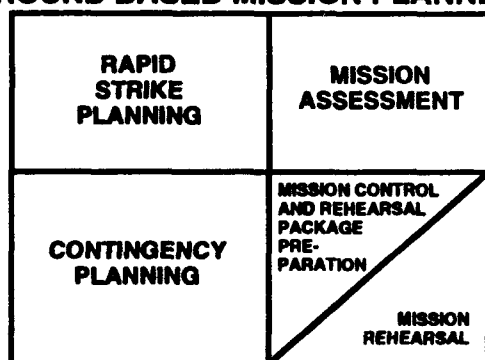 RAPID
STRIKE
PLANNING
MISSION
ASSESSMENT
CONTINGENCY
PLANNING
MISSION CONTROL
AND REHEARSAL
PACKAGE
PRE-
PARATION
MISSION
REHEARSAL